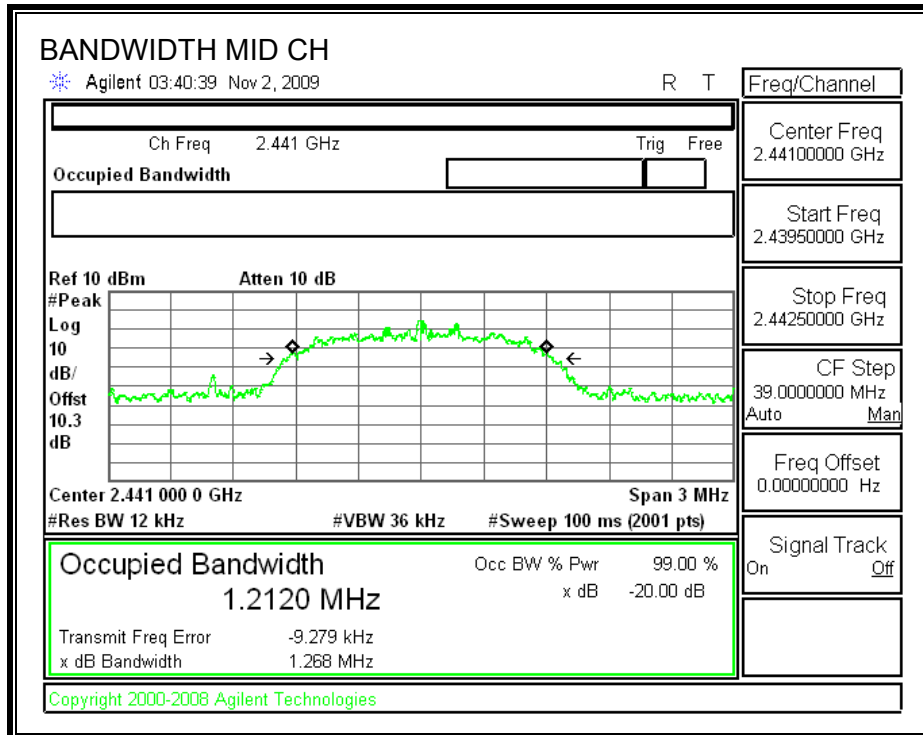 BANDWIDTH MID CH
Agilent 03:40:39 Nov 2, 2009 R T
Ch Freq 2.441 GHz Trig Free
Occupied Bandwidth
Ref 10 dBm Atten 10 dB
#Peak
Log
10
dB/
Offst
10.3
dB
Center 2.441 000 0 GHz Span 3 MHz
#Res BW 12 kHz #VBW 36 kHz #Sweep 100 ms (2001 pts)
Occupied Bandwidth Occ BW % Pwr 99.00 %
1.2120 MHz x dB -20.00 dB
Transmit Freq Error -9.279 kHz
x dB Bandwidth 1.268 MHz
Copyright 2000-2008 Agilent Technologies
Freq/Channel
Center Freq
2.44100000 GHz
Start Freq
2.43950000 GHz
Stop Freq
2.44250000 GHz
CF Step
39.0000000 MHz
Auto Man
Freq Offset
0.00000000 Hz
Signal Track
On Off